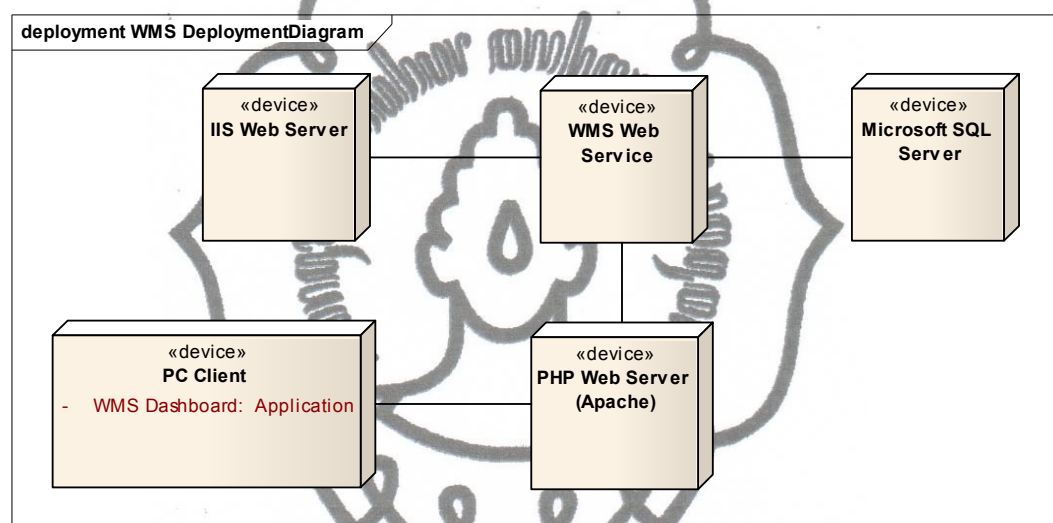 deployment WMS DeploymentDiagram
«device»
IIS Web Server
«device»
WMS Web
Service
«device»
Microsoft SQL
Server
«device»
PC Client
- WMS Dashboard: Application
«device»
PHP Web Server
(Apache)